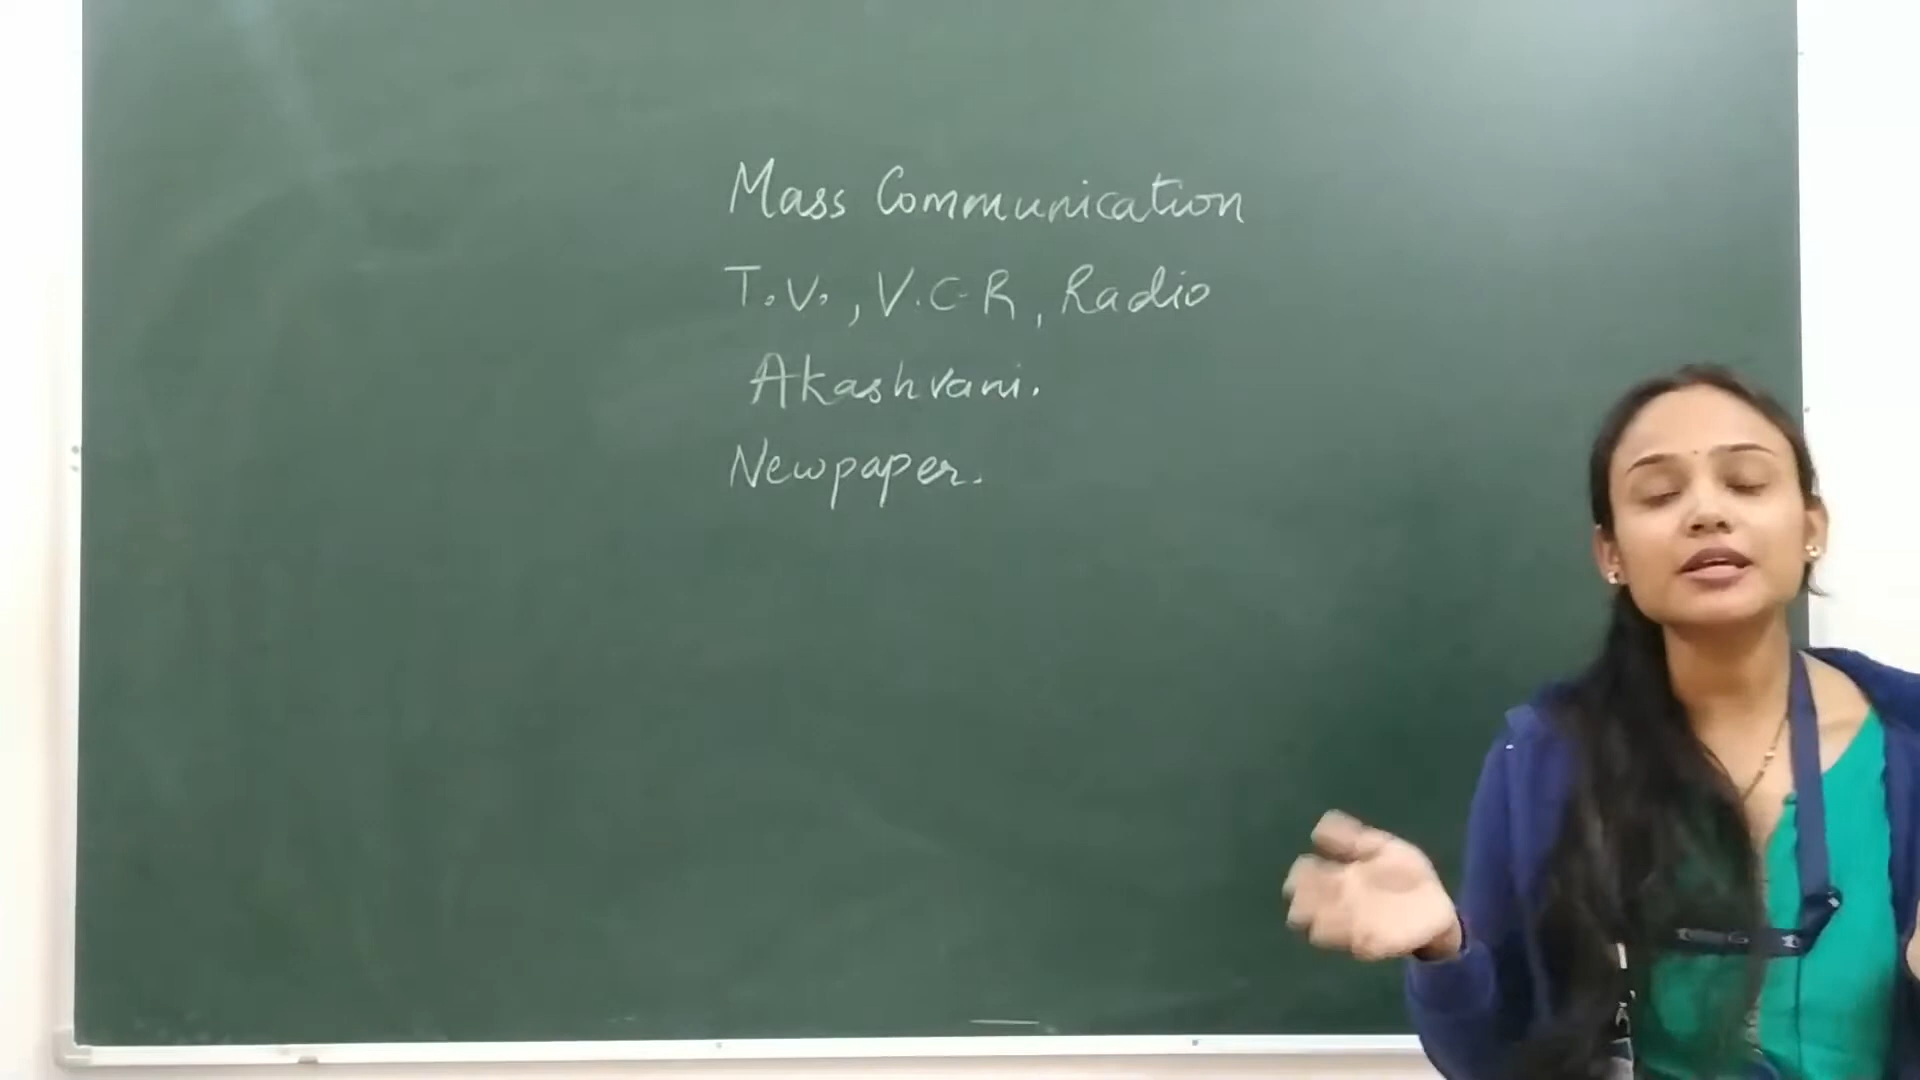 Mass Communication
T.V., V.C.R, Radio
Akashvani.
Newpaper.